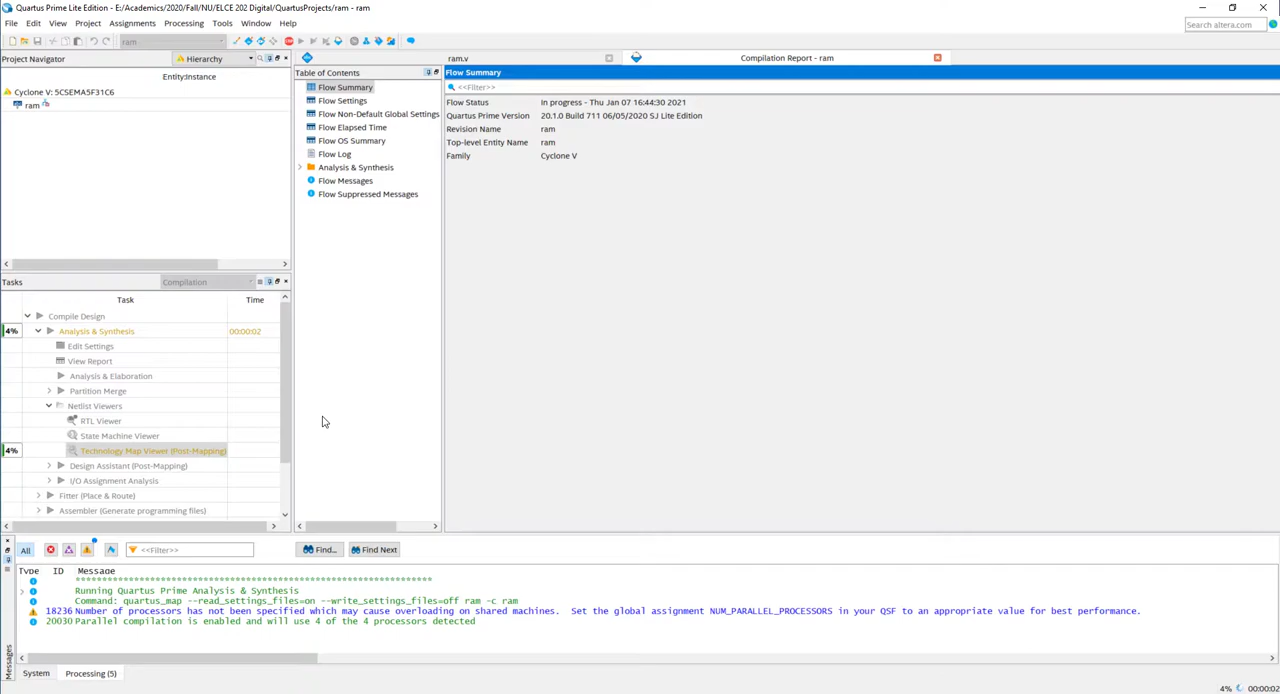 Quartus Prime Lite Edition - E:/Academics/2020/Fall/NU/ELCE 202 Digital/QuartusProjects/ram - ram
File Edit View Project Assignments Processing Tools Window Help
Search altera.com
ram
Project Navigator Hierarchy
Entity:Instance
Cyclone V: 5CSEMA5F31C6
ram
Tasks Compilation
Task Time
Compile Design
4% Analysis & Synthesis 00:00:02
Edit Settings
View Report
Analysis & Elaboration
Partition Merge
Netlist Viewers
RTL Viewer
State Machine Viewer
4% Technology Map Viewer (Post-Mapping)
Design Assistant (Post-Mapping)
I/O Assignment Analysis
Fitter (Place & Route)
Assembler (Generate programming files)
ram.v
Compilation Report - ram
Table of Contents
Flow Summary
Flow Settings
Flow Non-Default Global Settings
Flow Elapsed Time
Flow OS Summary
Flow Log
Analysis & Synthesis
Flow Messages
Flow Suppressed Messages
Flow Summary
<<Filter>>
Flow Status In progress - Thu Jan 07 16:44:30 2021
Quartus Prime Version 20.1.0 Build 711 06/05/2020 SJ Lite Edition
Revision Name ram
Top-level Entity Name ram
Family Cyclone V
All <<Filter>> Find... Find Next
Type ID Message
*******************************************************************
Running Quartus Prime Analysis & Synthesis
Command: quartus_map --read_settings_files=on --write_settings_files=off ram -c ram
18236 Number of processors has not been specified which may cause overloading on shared machines.  Set the global assignment NUM_PARALLEL_PROCESSORS in your QSF to an appropriate value for best performance.
20030 Parallel compilation is enabled and will use 4 of the 4 processors detected
Messages
System Processing (5)
4% 00:00:02